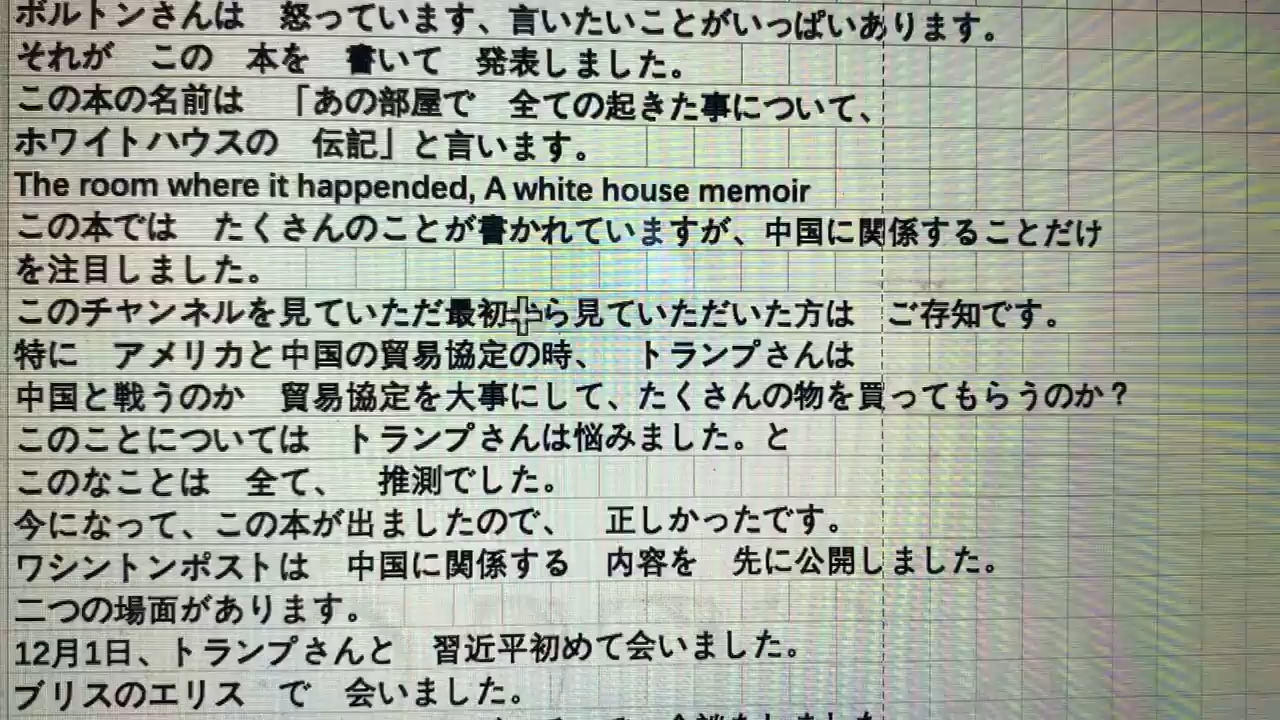 ボルトンさんは　怒っています、言いたいことがいっぱいあります。
それが　この　本を　書いて　発表しました。
この本の名前は　「あの部屋で　全ての起きた事について、
ホワイトハウスの　伝記」と言います。
The room where it happended, A white house memoir
この本では　たくさんのことが書かれていますが、中国に関係することだけ
を注目しました。
このチャンネルを見ていただ最初から見ていただいた方は　ご存知です。
特に　アメリカと中国の貿易協定の時、　トランプさんは
中国と戦うのか　貿易協定を大事にして、たくさんの物を買ってもらうのか？
このことについては　トランプさんは悩みました。と
このなことは　全て、　推測でした。
今になって、この本が出ましたので、　正しかったです。
ワシントンポストは　中国に関係する　内容を　先に公開しました。
二つの場面があります。
12月1日、トランプさんと　習近平初めて会いました。
ブリスのエリス　で　会いました。